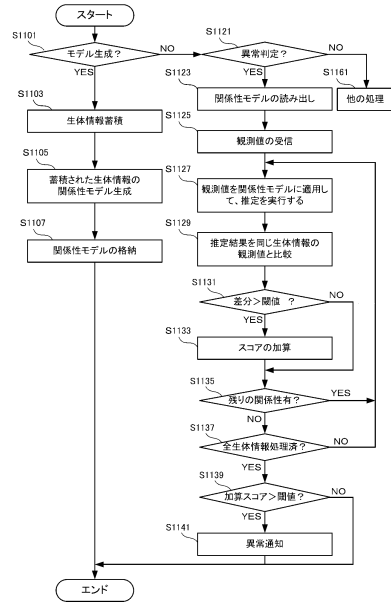 スタート
S1101
モデル生成？
NO
YES
S1121
異常判定？
NO
YES
S1161
他の処理
S1103
生体情報蓄積
S1105
蓄積された生体情報の
関係性モデル生成
S1107
関係性モデルの格納
S1123
関係性モデルの読み出し
S1125
観測値の受信
S1127
観測値を関係性モデルに適用し
て、推定を実行する
S1129
推定結果を同じ生体情報の
観測値と比較
S1131
差分＞閾値 ？
NO
YES
S1133
スコアの加算
S1135
残りの関係性有？
YES
NO
S1137
全生体情報処理済？
NO
YES
S1139
加算スコア＞閾値？
NO
YES
S1141
異常通知
エンド